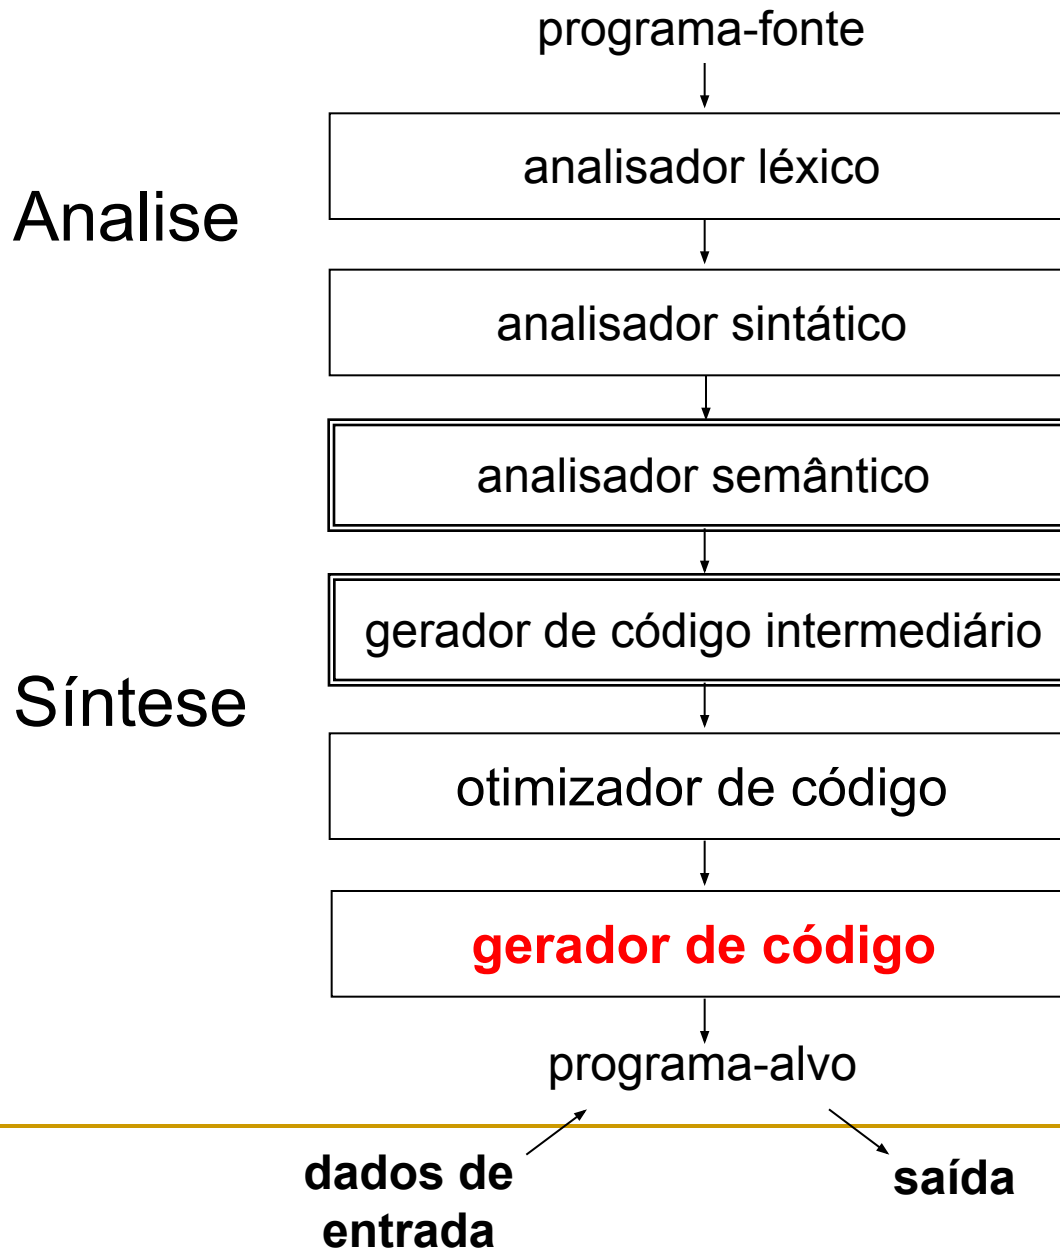 programa-fonte
analisador léxico
Analise
analisador sintático
analisador semântico
gerador de código intermediário
Síntese
otimizador de código
gerador de código
programa-alvo
dados de
entrada
saída